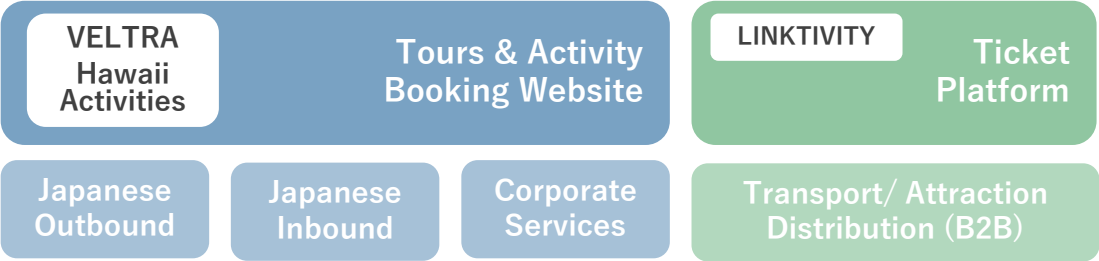 VELTRA
Hawaii
Activities
Tours & Activity
Booking Website
LINKTIVITY
Ticket
Platform
Japanese
Outbound
Japanese
Inbound
Corporate
Services
Transport/ Attraction
Distribution (B2B)